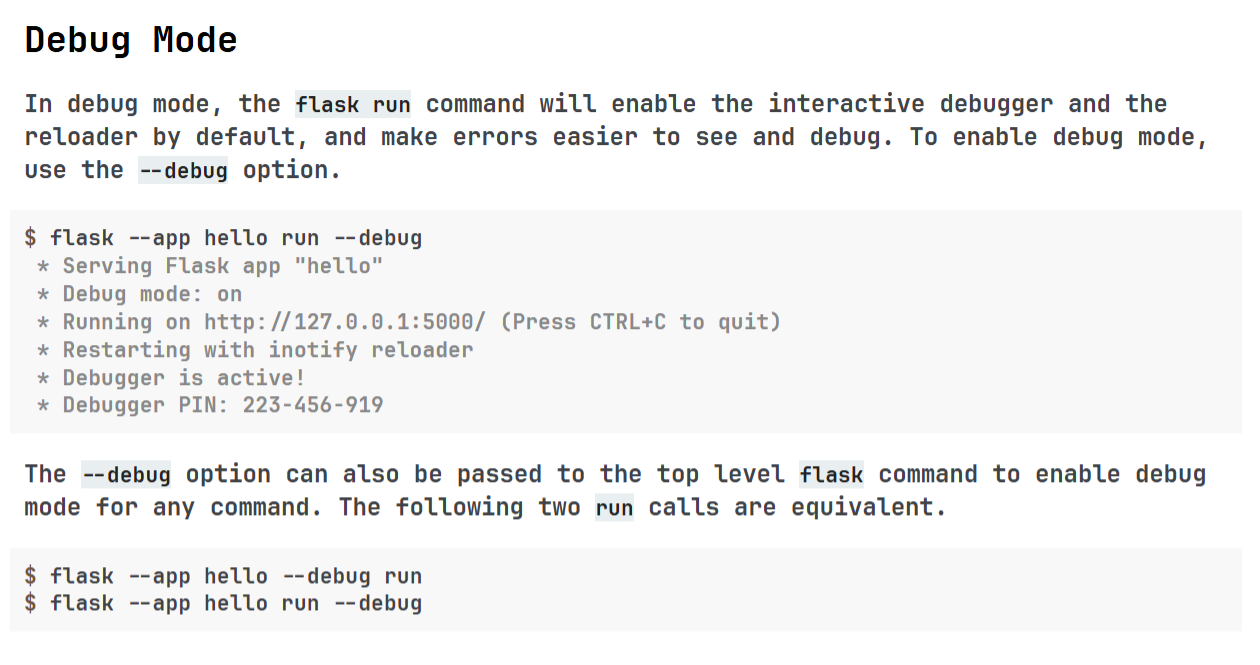 Debug Mode
In debug mode, the flask run command will enable the interactive debugger and the
reloader by default, and make errors easier to see and debug. To enable debug mode,
use the --debug option.
$ flask --app hello run --debug
* Serving Flask app "hello"
* Debug mode: on
* Running on http://127.0.0.1:5000/ (Press CTRL+C to quit)
* Restarting with inotify reloader
* Debugger is active!
* Debugger PIN: 223-456-919
The --debug option can also be passed to the top level flask command to enable debug
mode for any command. The following two run calls are equivalent.
$ flask --app hello --debug run
$ flask --app hello run --debug